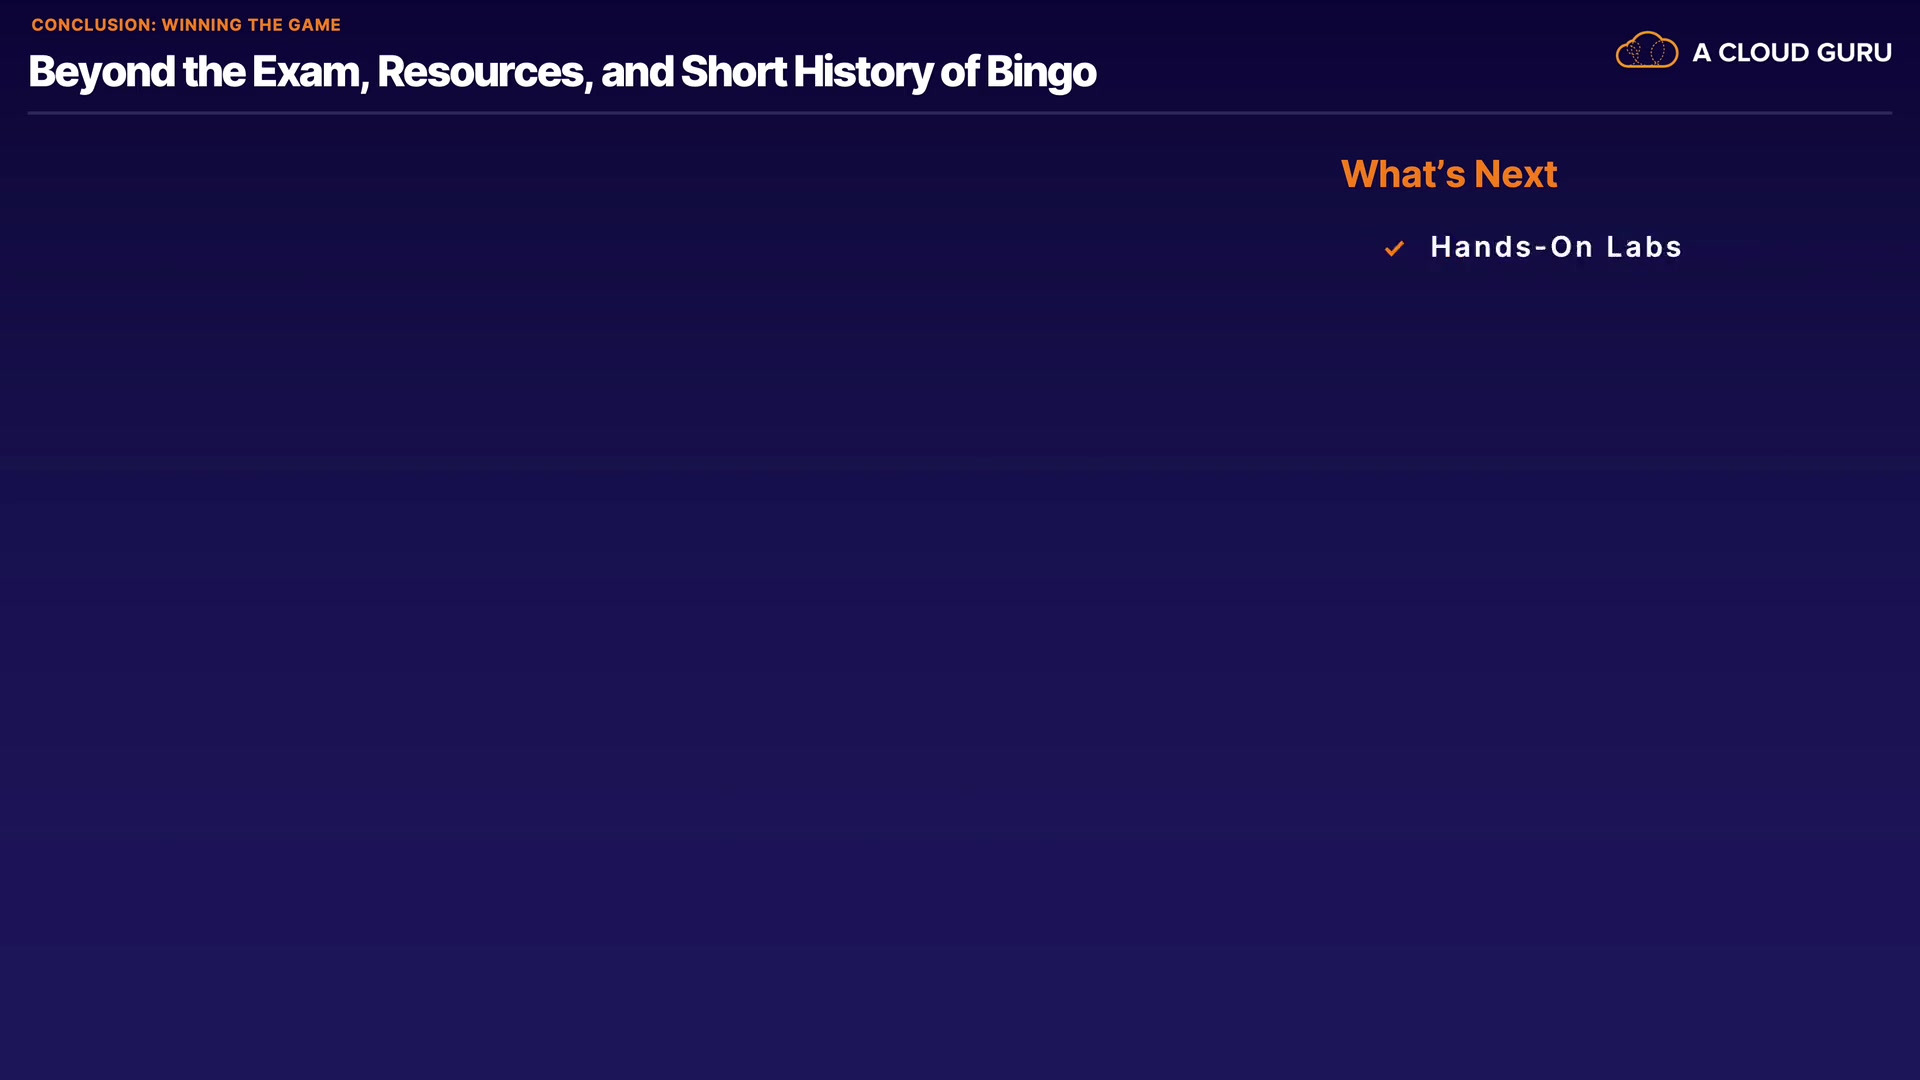 CONCLUSION: WINNING THE GAME
Beyond the Exam, Resources, and Short History of Bingo
A CLOUD GURU
What’s Next
✓ Hands-On Labs